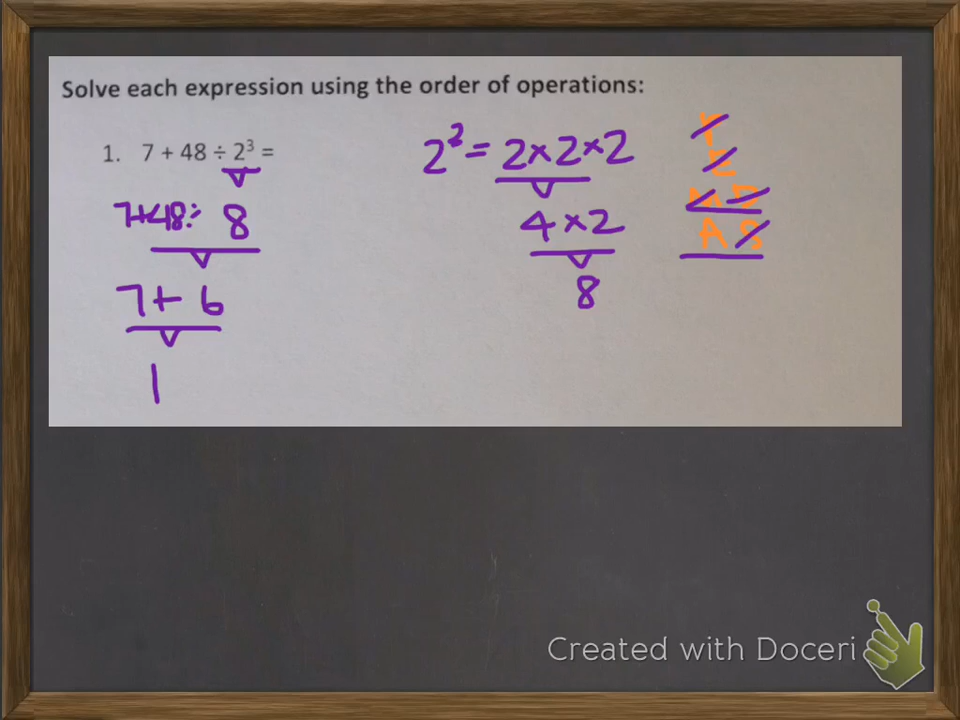 Solve each expression using the order of operations:
1. 7 + 48 ÷ 2³ =
7+48÷ 8
7+ 6
1
2² = 2×2×2
4×2
8
E
M D
A S
Created with Doceri